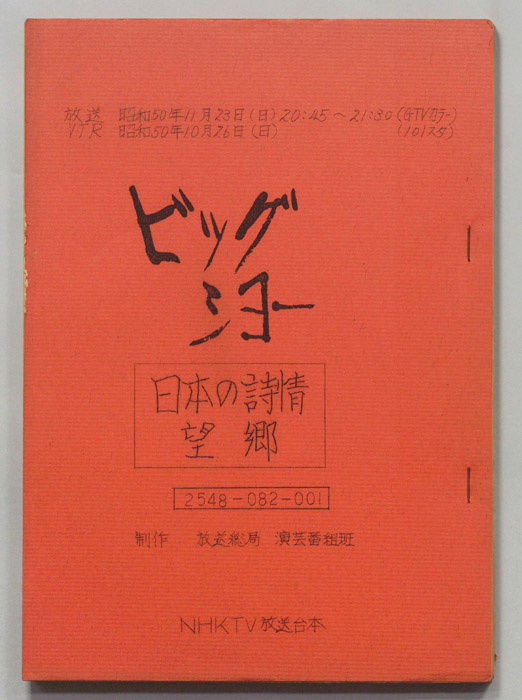 放送 昭和50年11月23日(日)20:45〜21:30(GTVカラー)
VTR 昭和50年10月26日(日) (101スタ)
ビッグ
ショー
日本の詩情
望郷
2548-082-001
制作 放送総局 演芸番組班
NHKTV放送台本